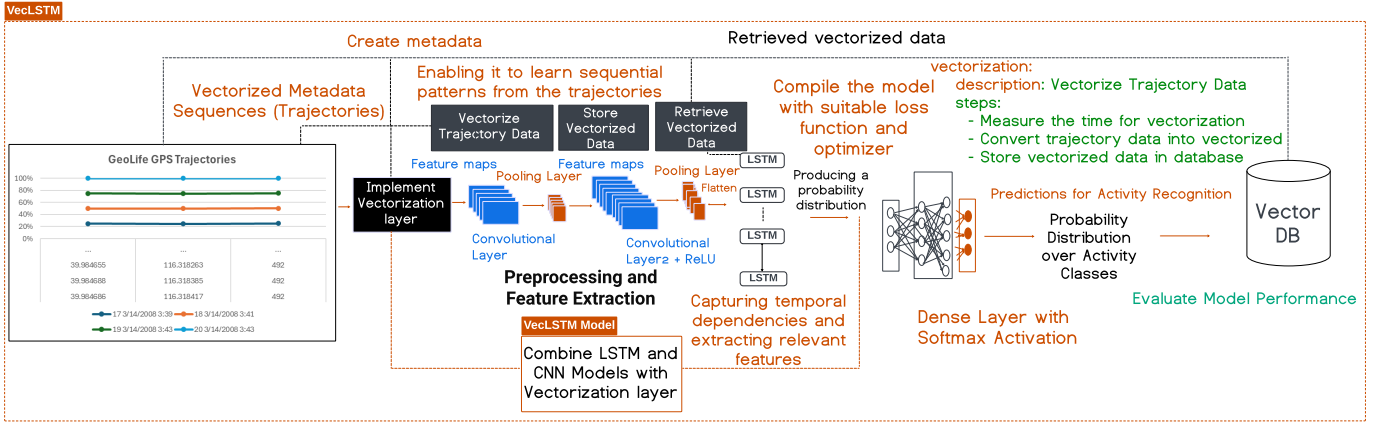 VecLSTM
Create metadata
Retrieved vectorized data
Vectorized Metadata
Sequences (Trajectories)
Enabling it to learn sequential
patterns from the trajectories
Compile the model
with suitable loss
function and
optimizer
vectorization:
description: Vectorize Trajectory Data
steps:
- Measure the time for vectorization
- Convert trajectory data into vectorized
- Store vectorized data in database
Vectorize
Trajectory Data
Store
Vectorized
Data
Retrieve
Vectorized
Data
GeoLife GPS Trajectories
100%
80%
60%
40%
20%
0%
... ... ...
39.984655 116.318263 492
39.984688 116.318385 492
39.984686 116.318417 492
17 3/14/2008 3:39 18 3/14/2008 3:41
19 3/14/2008 3:43 20 3/14/2008 3:43
Implement
Vectorization
layer
Feature maps
Pooling Layer
Feature maps
Pooling Layer
Flatten
Convolutional
Layer
Convolutional
Layer2 + ReLU
Preprocessing and
Feature Extraction
LSTM
LSTM
LSTM
LSTM
Producing a
probability
distribution
Capturing temporal
dependencies and
extracting relevant
features
VecLSTM Model
Combine LSTM and
CNN Models with
Vectorization layer
Dense Layer with
Softmax Activation
Predictions for Activity Recognition
Probability
Distribution
over Activity
Classes
Vector
DB
Evaluate Model Performance